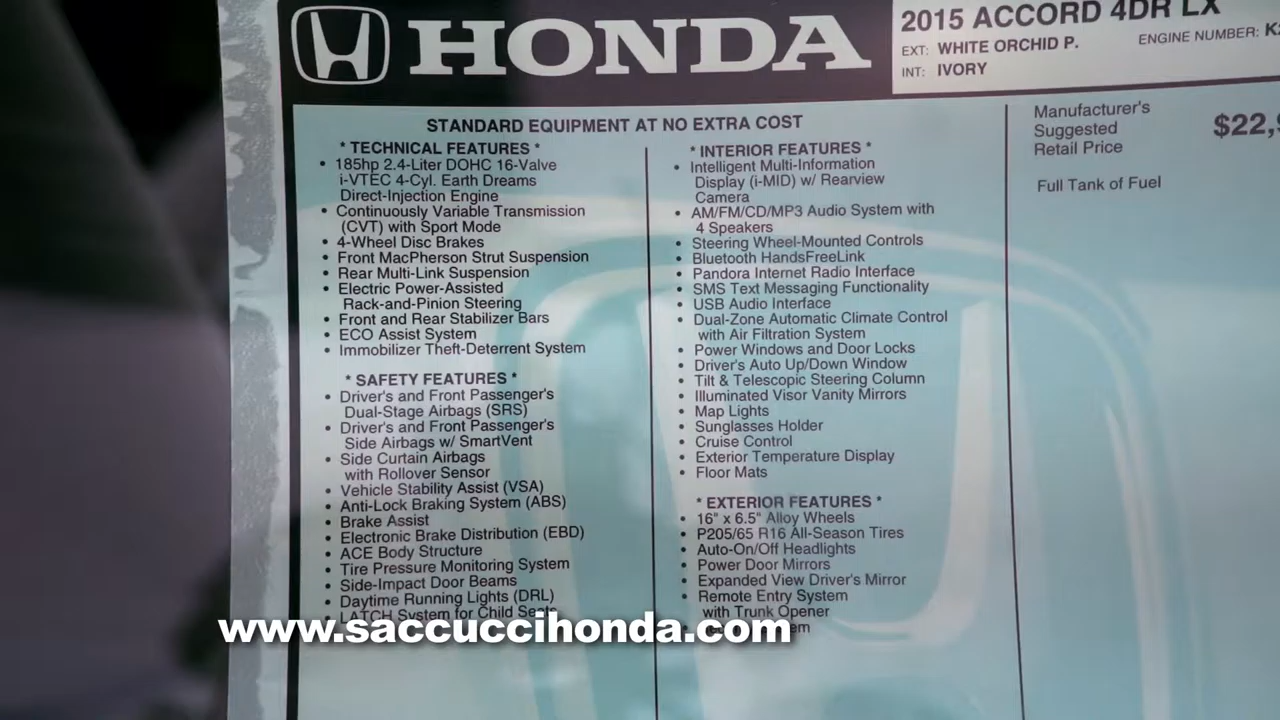 HONDA
2015 ACCORD 4DR LX
EXT: WHITE ORCHID P.
ENGINE NUMBER:
INT: IVORY
STANDARD EQUIPMENT AT NO EXTRA COST
* TECHNICAL FEATURES *
• 185hp 2.4-Liter DOHC 16-Valve
i-VTEC 4-Cyl. Earth Dreams
Direct-Injection Engine
• Continuously Variable Transmission
(CVT) with Sport Mode
• 4-Wheel Disc Brakes
• Front MacPherson Strut Suspension
• Rear Multi-Link Suspension
• Electric Power-Assisted
Rack-and-Pinion Steering
• Front and Rear Stabilizer Bars
• ECO Assist System
• Immobilizer Theft-Deterrent System
* SAFETY FEATURES *
• Driver's and Front Passenger's
Dual-Stage Airbags (SRS)
• Driver's and Front Passenger's
Side Airbags w/ SmartVent
• Side Curtain Airbags
with Rollover Sensor
• Vehicle Stability Assist (VSA)
• Anti-Lock Braking System (ABS)
• Brake Assist
• Electronic Brake Distribution (EBD)
• ACE Body Structure
• Tire Pressure Monitoring System
• Side-Impact Door Beams
• Daytime Running Lights (DRL)
• LATCH System for Child Seats
* INTERIOR FEATURES *
• Intelligent Multi-Information
Display (i-MID) w/ Rearview
Camera
• AM/FM/CD/MP3 Audio System with
4 Speakers
• Steering Wheel-Mounted Controls
• Bluetooth HandsFreeLink
• Pandora Internet Radio Interface
• SMS Text Messaging Functionality
• USB Audio Interface
• Dual-Zone Automatic Climate Control
with Air Filtration System
• Power Windows and Door Locks
• Driver's Auto Up/Down Window
• Tilt & Telescopic Steering Column
• Illuminated Visor Vanity Mirrors
• Map Lights
• Sunglasses Holder
• Cruise Control
• Exterior Temperature Display
• Floor Mats
* EXTERIOR FEATURES *
• 16" x 6.5" Alloy Wheels
• P205/65 R16 All-Season Tires
• Auto-On/Off Headlights
• Power Door Mirrors
• Expanded View Driver's Mirror
• Remote Entry System
with Trunk Opener
Manufacturer's
Suggested
Retail Price
$22,9
Full Tank of Fuel
www.saccuccihonda.com